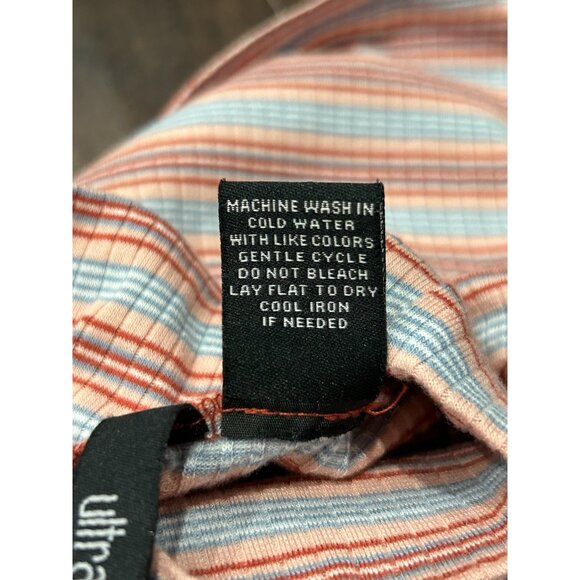 MACHINE WASH IN
COLD WATER
WITH LIKE COLORS
GENTLE CYCLE
DO NOT BLEACH
LAY FLAT TO DRY
COOL IRON
IF NEEDED
ultra